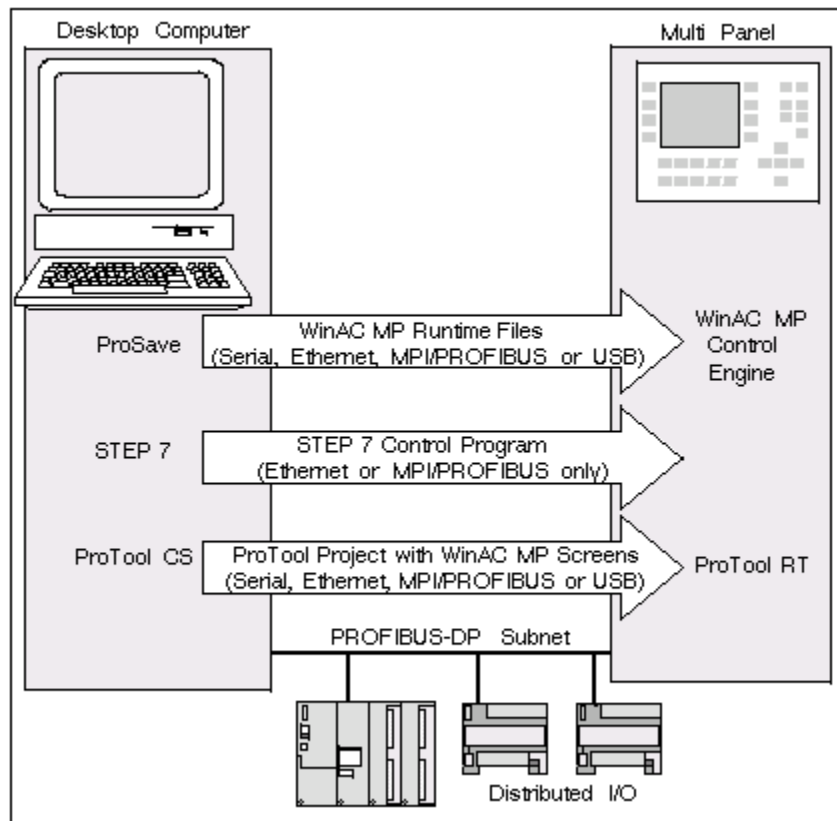 Desktop Computer
Multi Panel
ProSave
WinAC MP Runtime Files
(Serial, Ethernet, MPI/PROFIBUS or USB)
WinAC MP
Control
Engine
STEP 7
STEP 7 Control Program
(Ethernet or MPI/PROFIBUS only)
ProTool CS
ProTool Project with WinAC MP Screens
(Serial, Ethernet, MPI/PROFIBUS or USB)
ProTool RT
PROFIBUS-DP Subnet
Distributed I/O